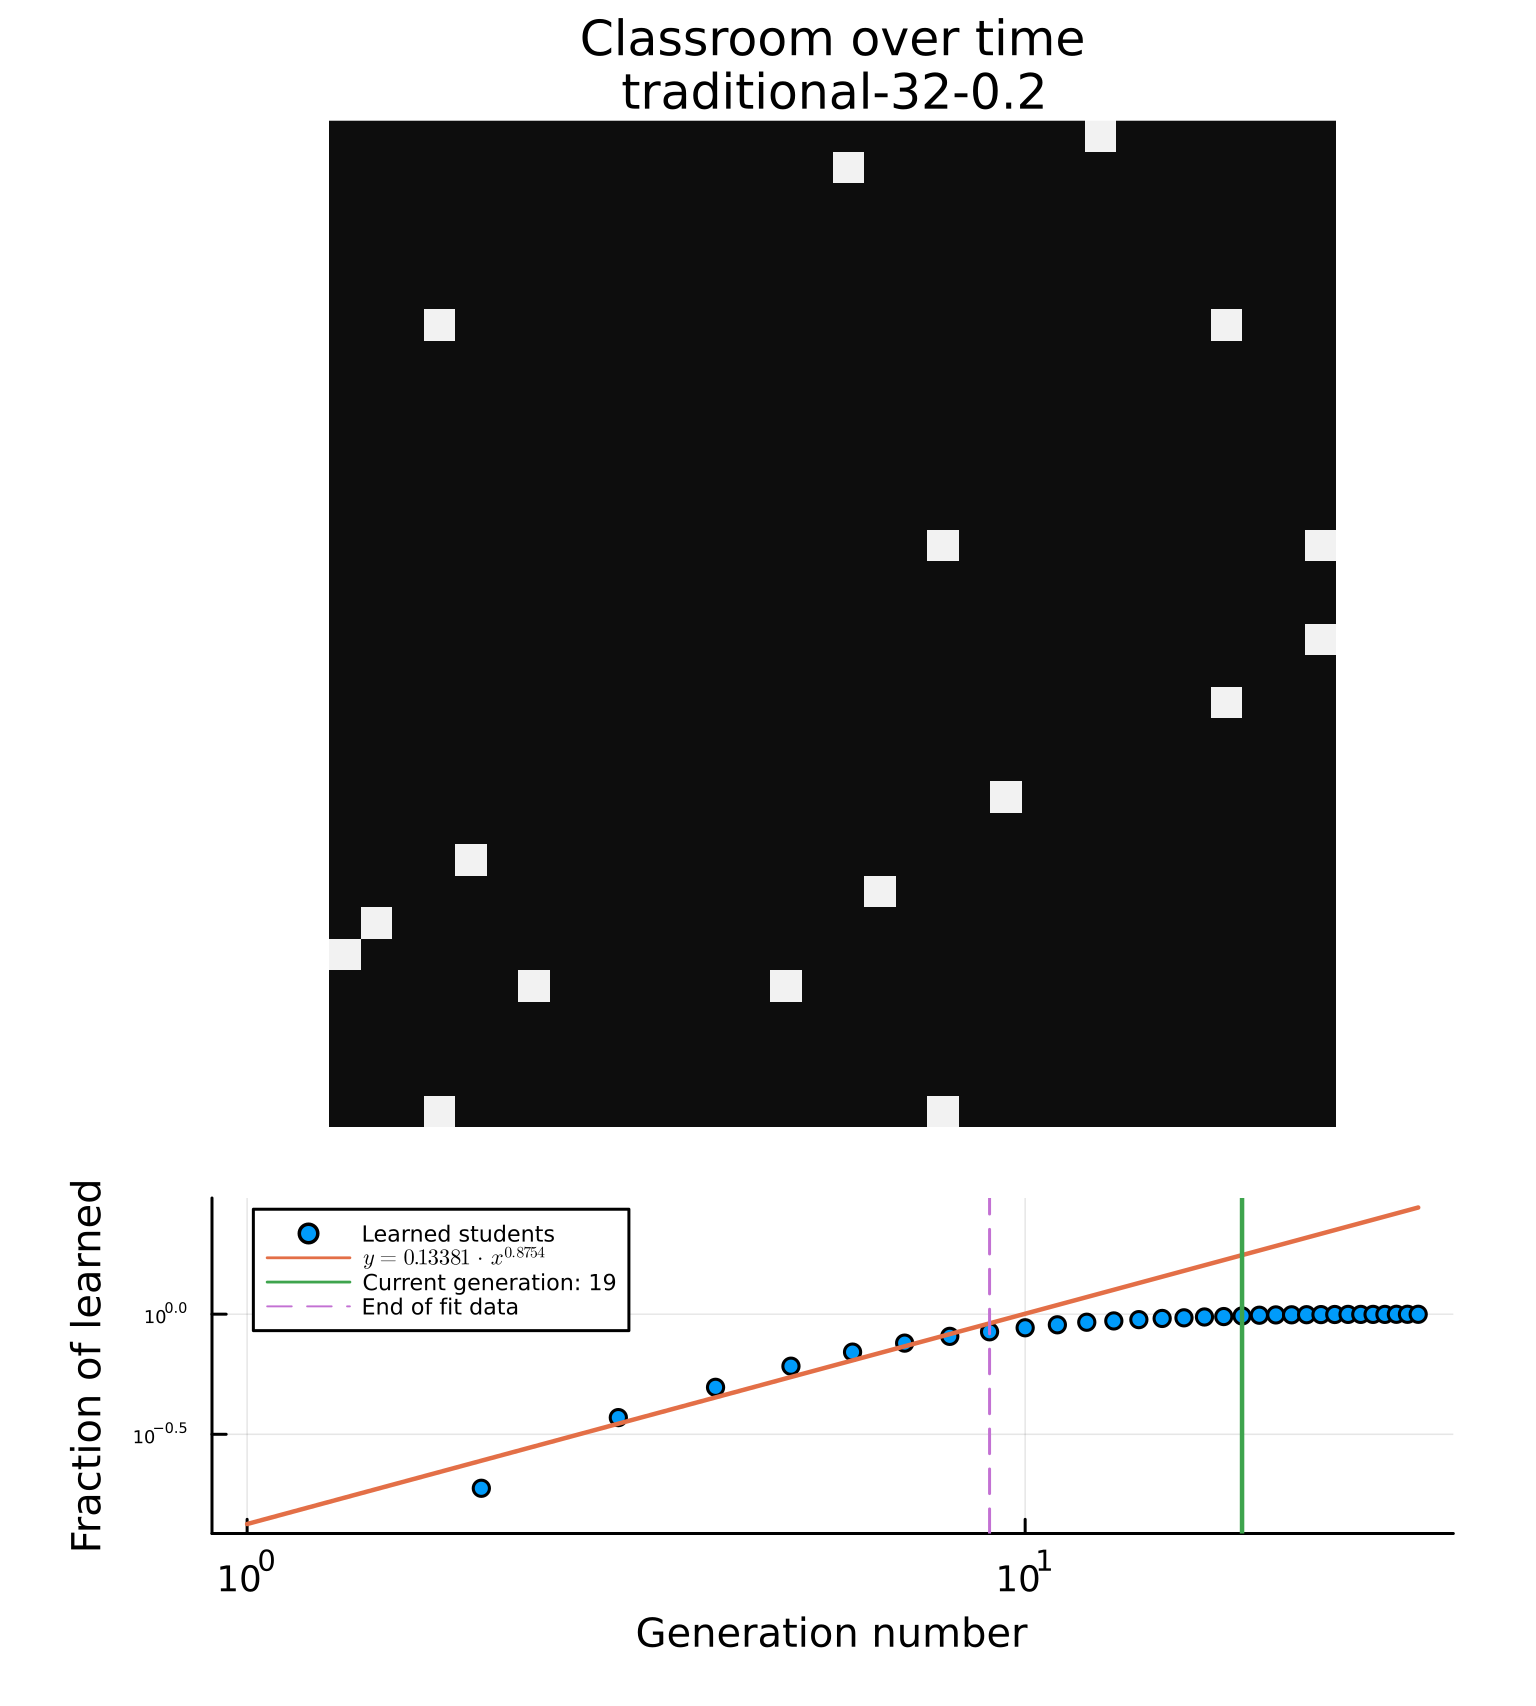 Classroom over time
traditional-32-0.2
Fraction of learned
Learned students
y = 0.13381 · x^0.8754
Current generation: 19
End of fit data
10^0.0
10^−0.5
10^0
10^1
Generation number